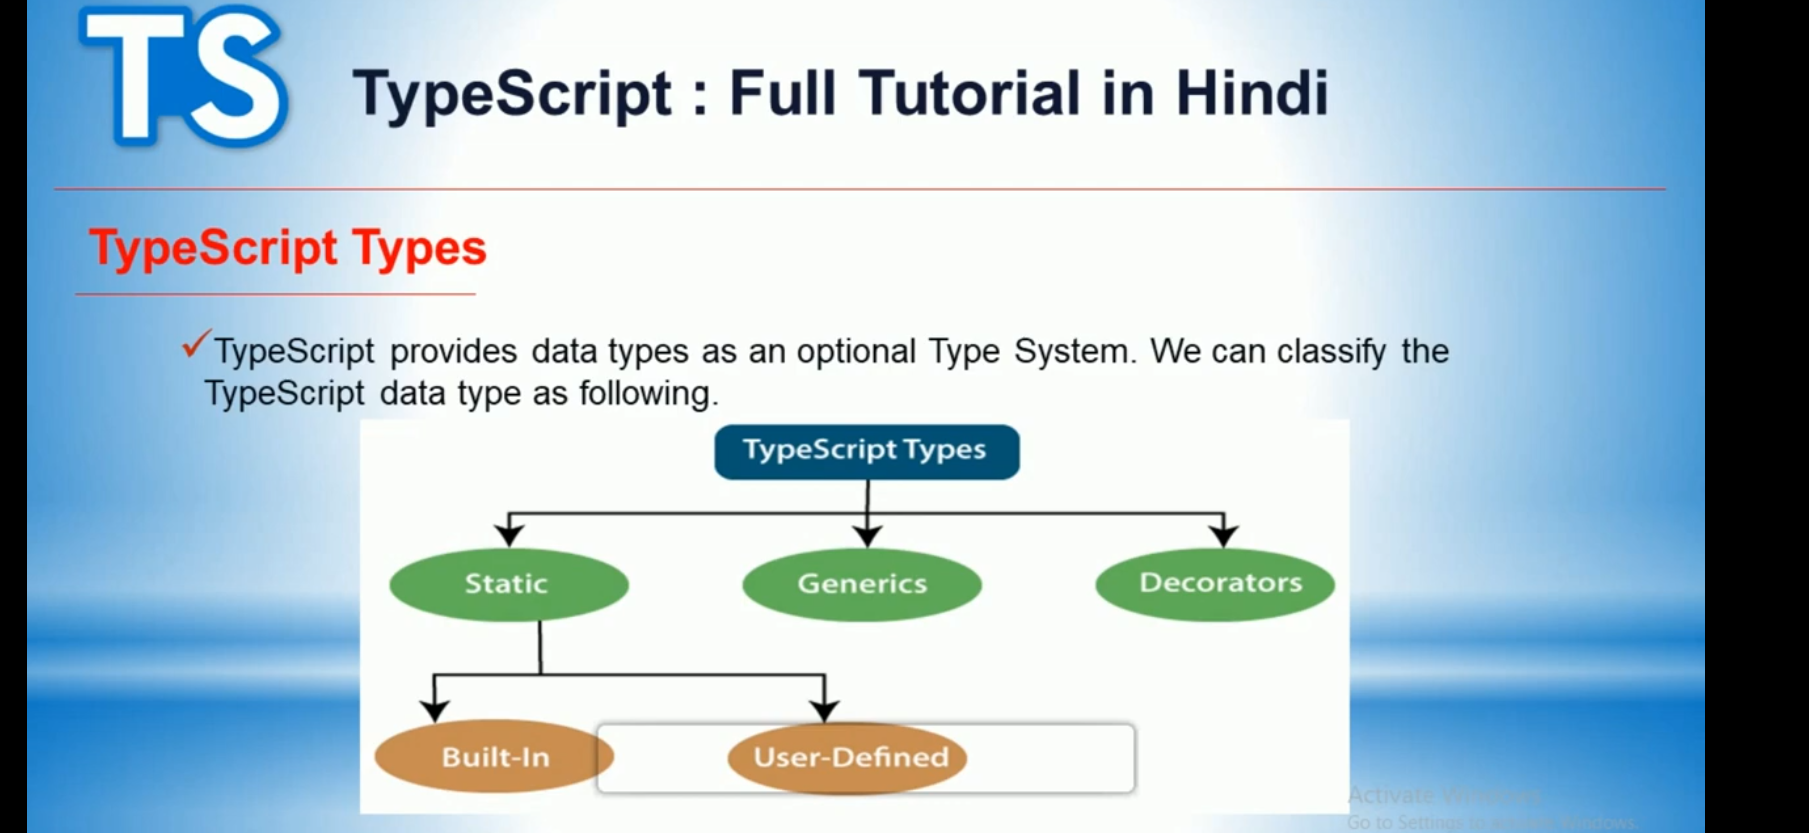 TS
TypeScript : Full Tutorial in Hindi
TypeScript Types
TypeScript provides data types as an optional Type System. We can classify the
TypeScript data type as following.
TypeScript Types
Static
Generics
Decorators
Built-In
User-Defined
Activate Windows
Go to Settings to activate Windows.